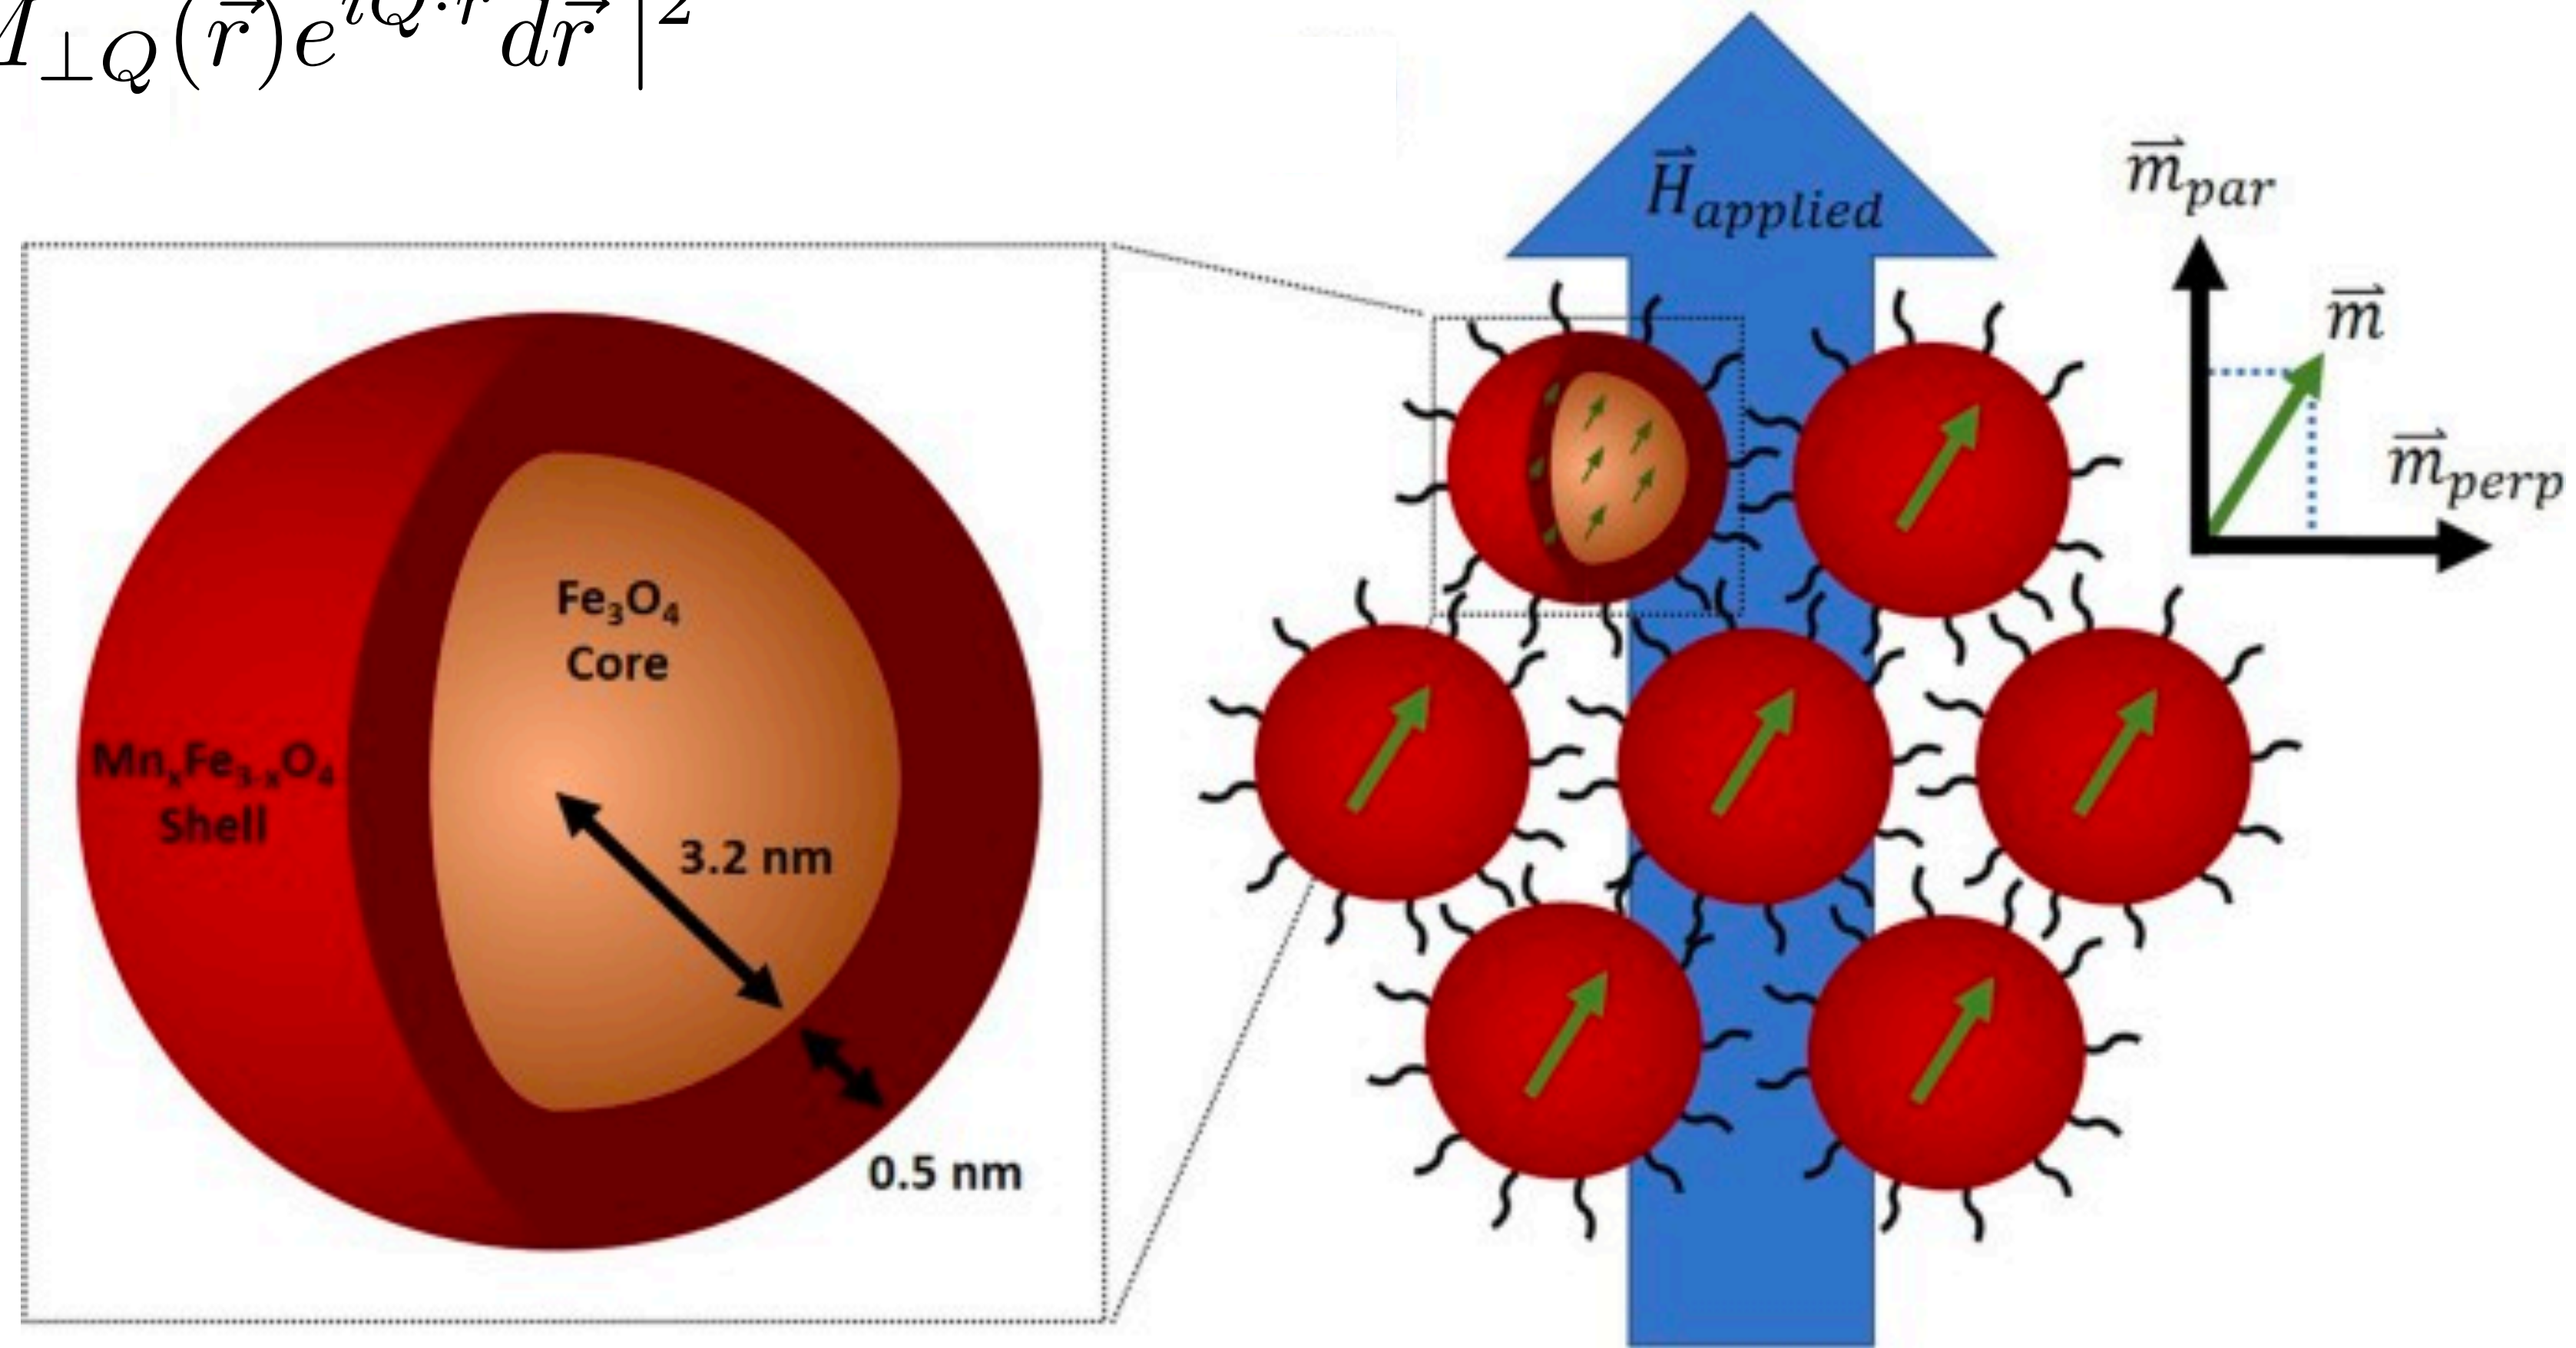 ⊥Q(r⃗)e^{iQ·r⃗}dr⃗|²
H⃗applied
m⃗par
m⃗
m⃗perp
Fe₃O₄
Core
MnₓFe₃₋ₓO₄
Shell
3.2 nm
0.5 nm